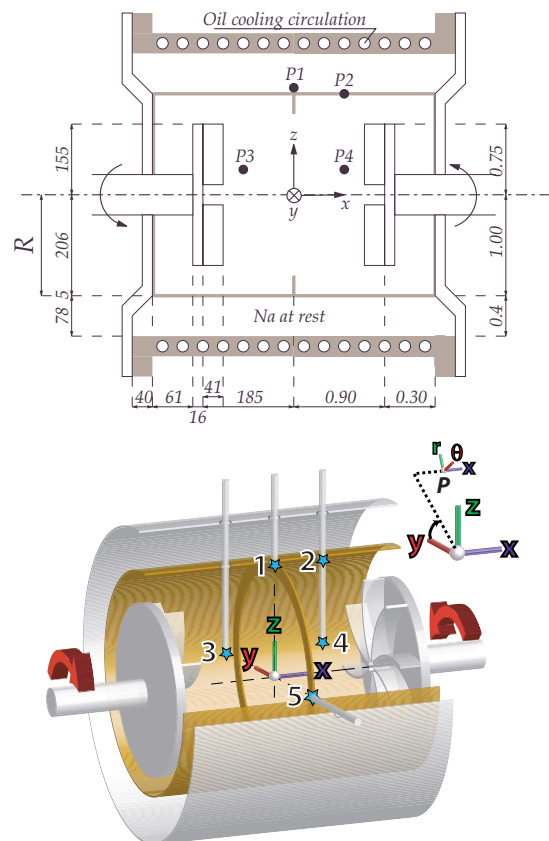 Oil cooling circulation
P1
P2
155
P3
z
P4
0.75
y
x
R
206
1.00
5
78
Na at rest
0.4
40
61
41
185
0.90
0.30
16
r
θ
x
P
z
y
x
1
2
3
z
4
y
x
5